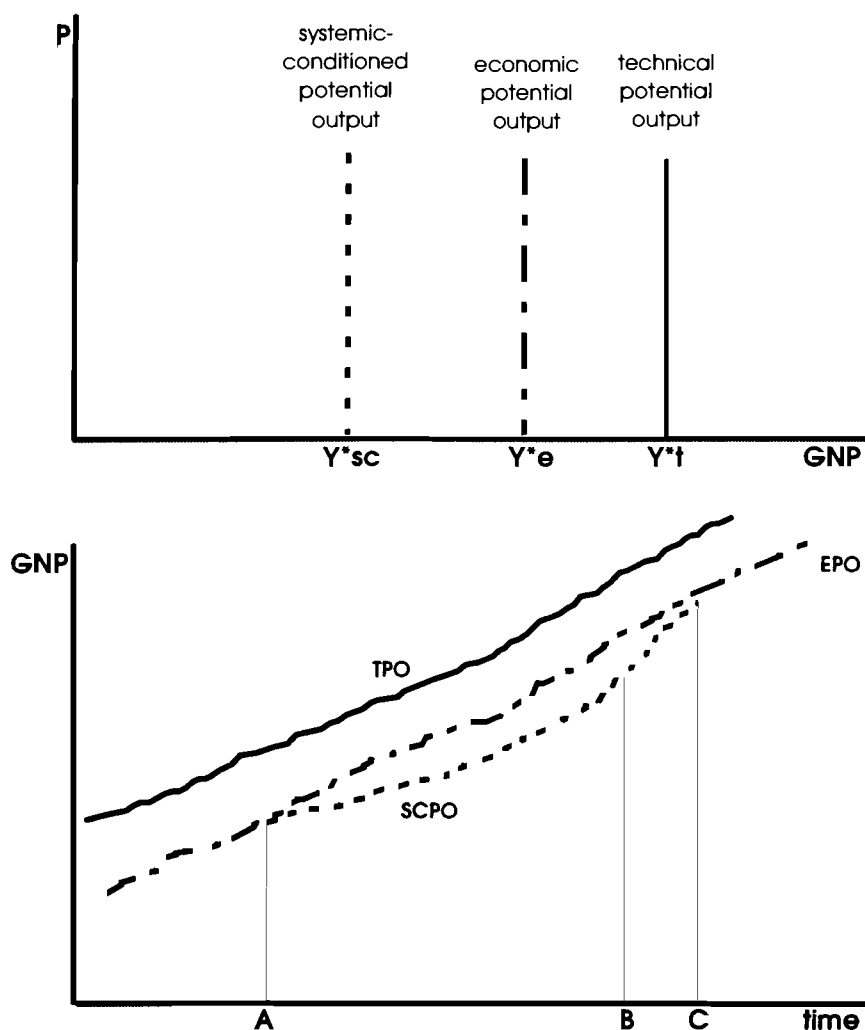 P
systemic-
conditioned
potential
output
economic
potential
output
technical
potential
output
Y*sc
Y*e
Y*t
GNP
GNP
EPO
TPO
SCPO
A
B
C
time